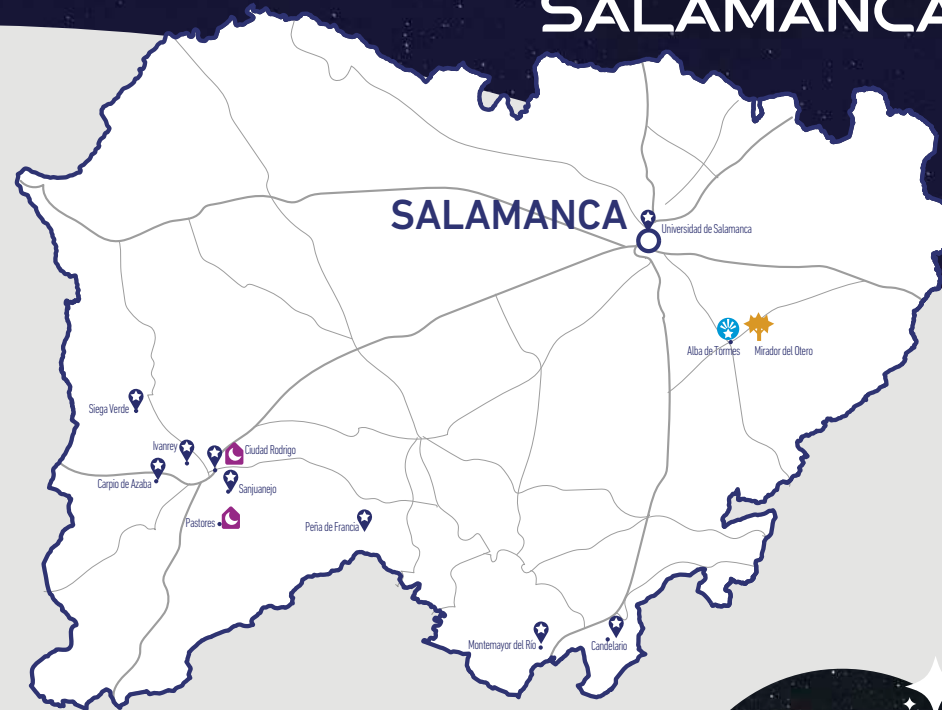 SALAMANCA
SALAMANCA
Universidad de Salamanca
Alba de Tormes
Mirador del Otero
Siega Verde
Ivanrey
Ciudad Rodrigo
Carpio de Azaba
Sanjuanejo
Pastores
Peña de Francia
Montemayor del Río
Candelario